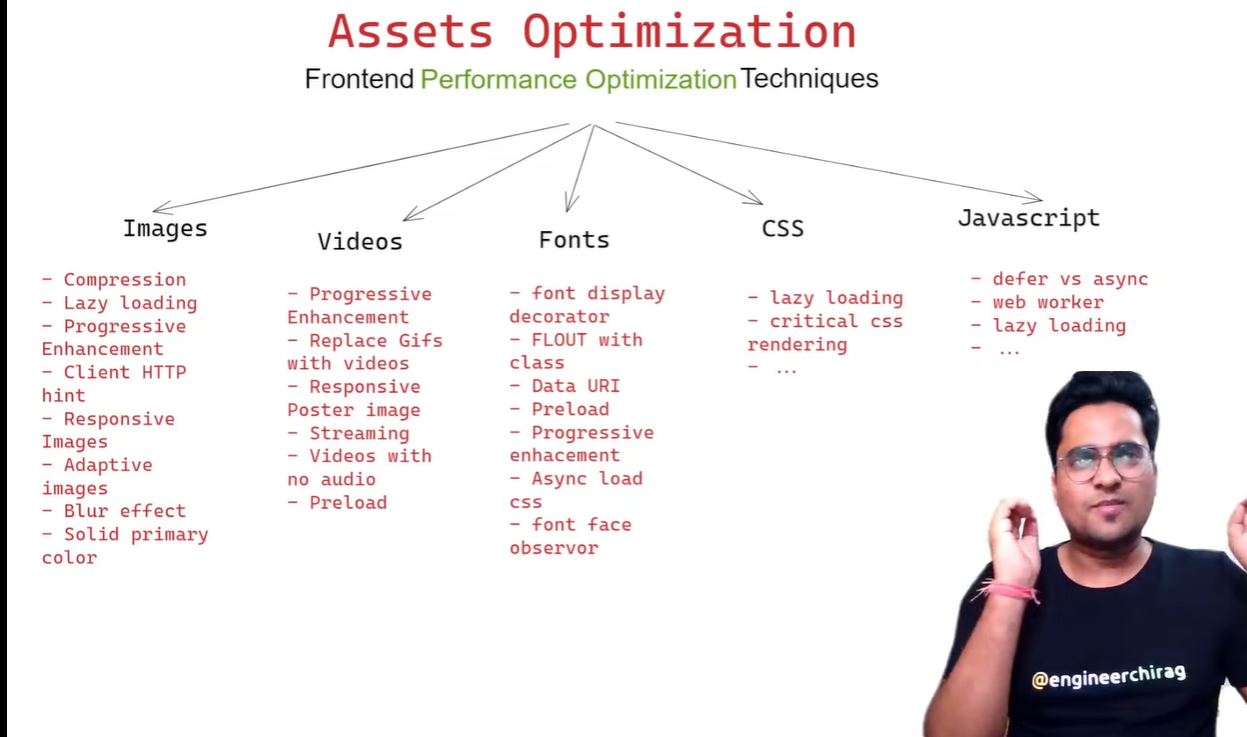 Assets Optimization
Frontend Performance Optimization Techniques
Images
- Compression
- Lazy loading
- Progressive
Enhancement
- Client HTTP
hint
- Responsive
Images
- Adaptive
images
- Blur effect
- Solid primary
color
Videos
- Progressive
Enhancement
- Replace Gifs
with videos
- Responsive
Poster image
- Streaming
- Videos with
no audio
- Preload
Fonts
- font display
decorator
- FLOUT with
class
- Data URI
- Preload
- Progressive
enhacement
- Async load
css
- font face
observor
CSS
- lazy loading
- critical css
rendering
- ...
Javascript
- defer vs async
- web worker
- lazy loading
- ...
@engineerchirag